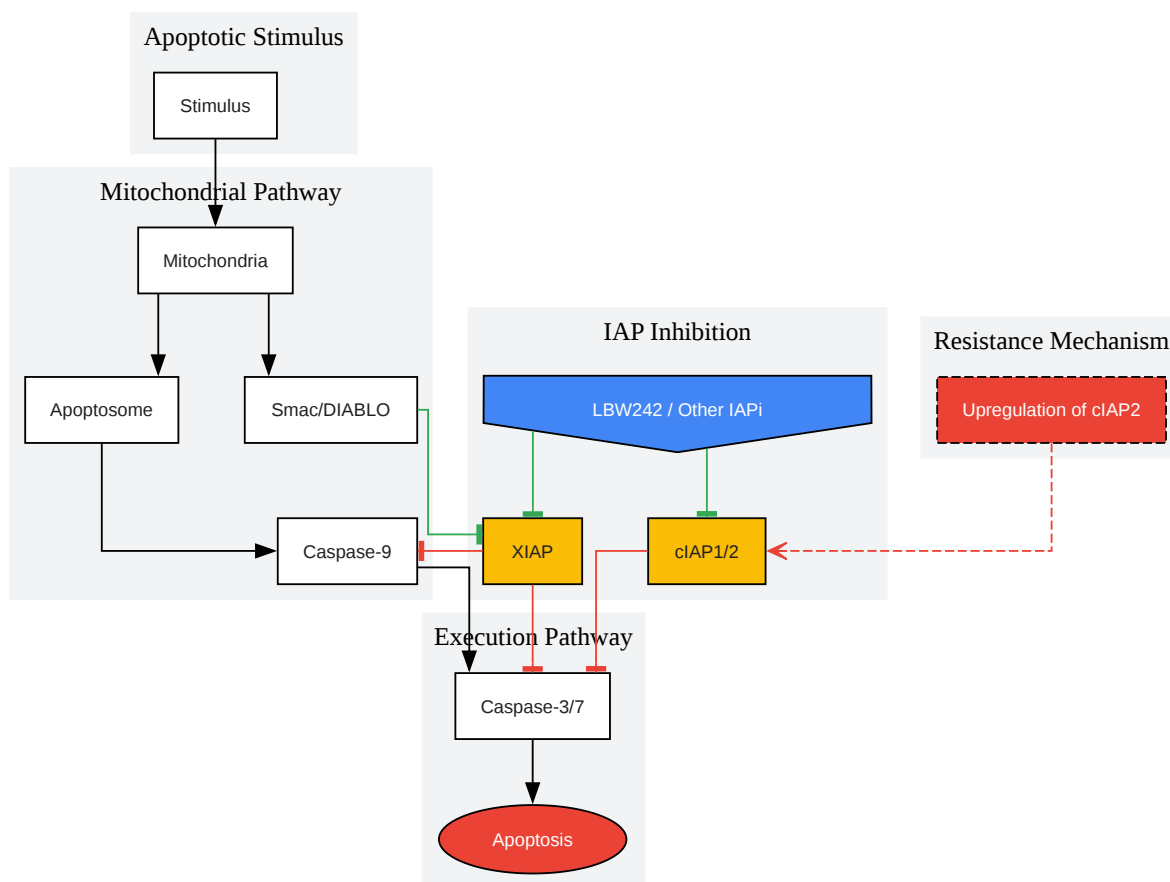 Apoptotic Stimulus
Stimulus
Mitochondrial Pathway
Mitochondria
IAP Inhibition
Resistance Mechanism
Apoptosome
Smac/DIABLO
LBW242 / Other IAPi
Upregulation of cIAP2
Caspase-9
XIAP
cIAP1/2
Execution Pathway
Caspase-3/7
Apoptosis